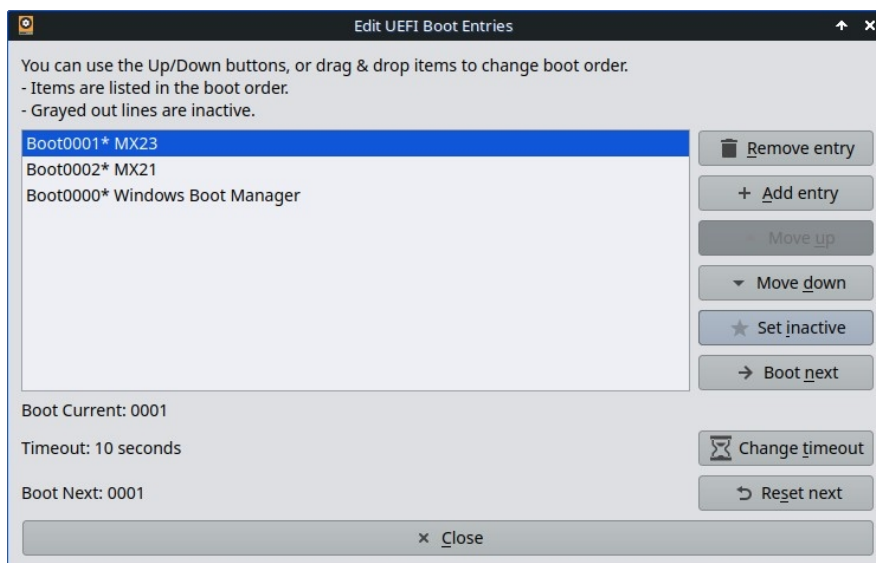 Edit UEFI Boot Entries
You can use the Up/Down buttons, or drag & drop items to change boot order.
- Items are listed in the boot order.
- Grayed out lines are inactive.
Boot0001* MX23
Boot0002* MX21
Boot0000* Windows Boot Manager
Remove entry
+ Add entry
Move up
Move down
Set inactive
Boot next
Boot Current: 0001
Timeout: 10 seconds
Change timeout
Boot Next: 0001
Reset next
Close